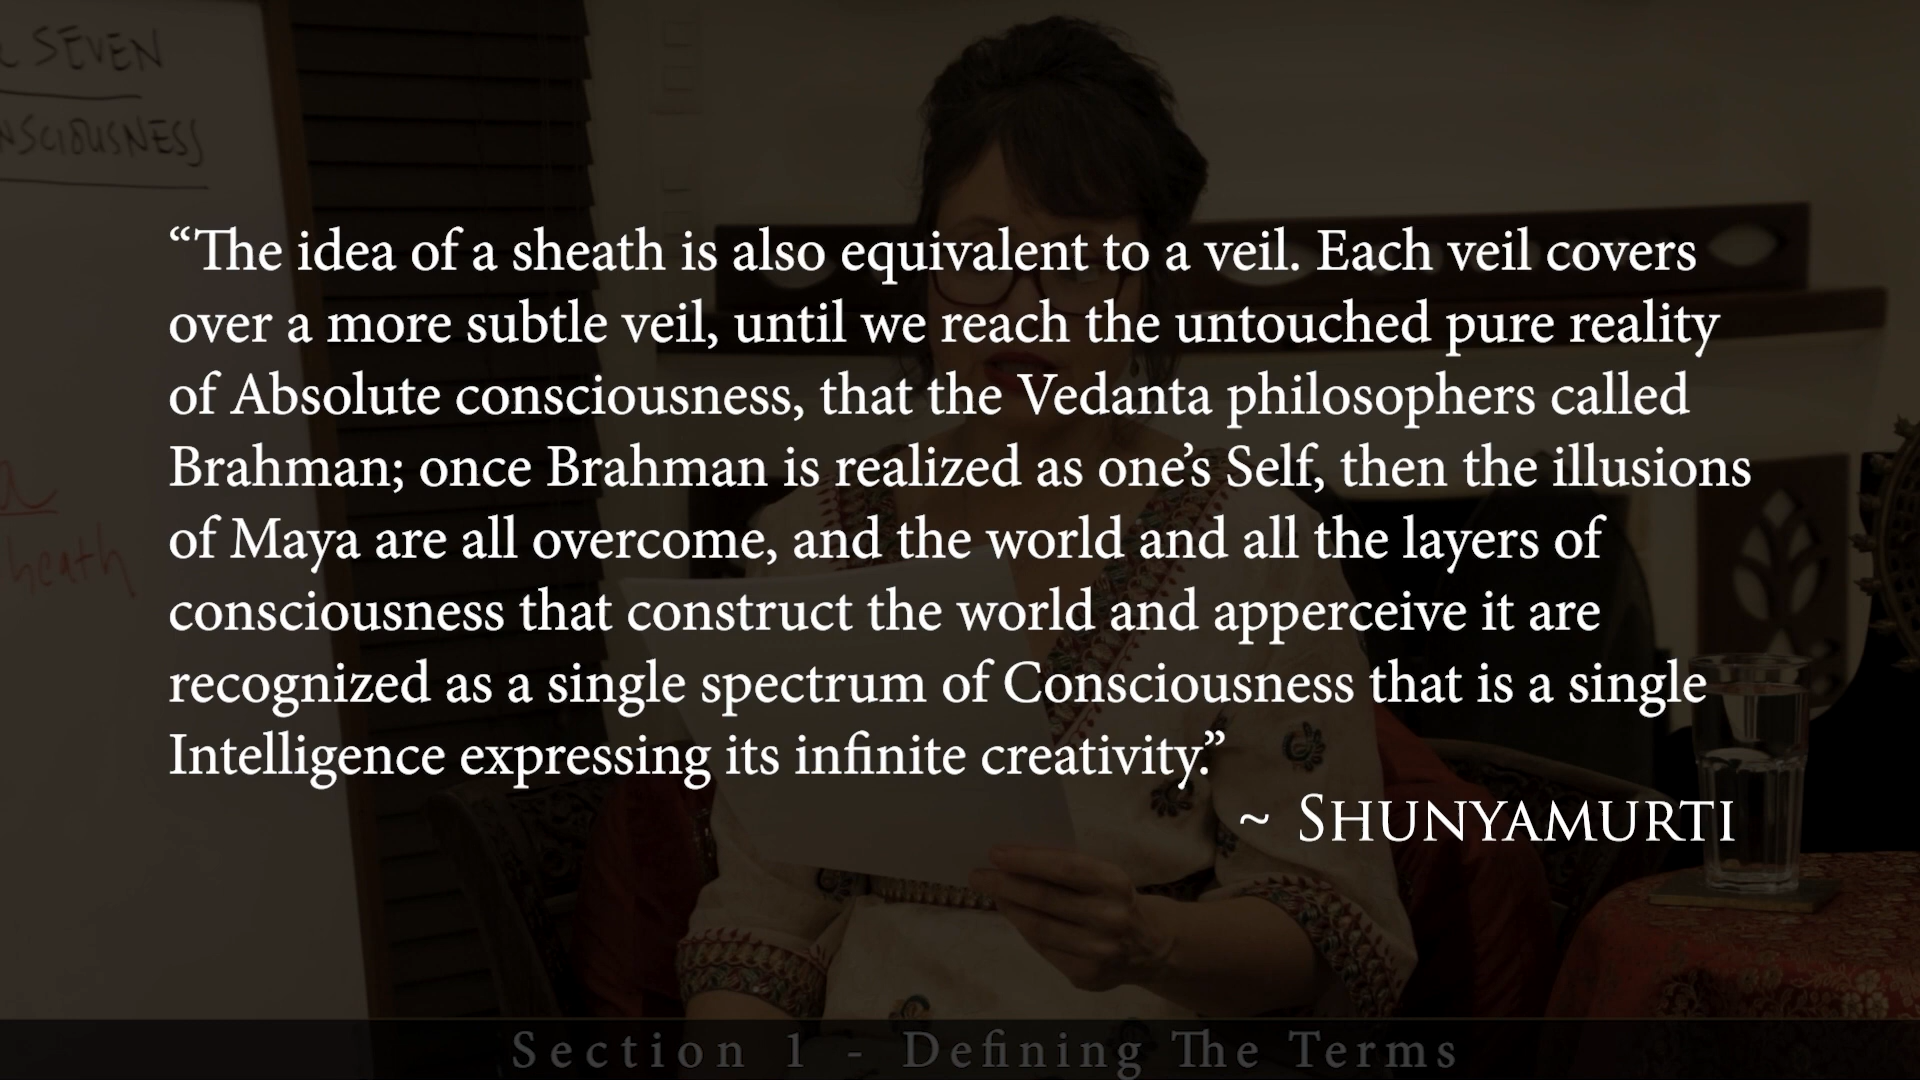 SEVEN
NSCIOUSNESS
a
heath
“The idea of a sheath is also equivalent to a veil. Each veil covers
over a more subtle veil, until we reach the untouched pure reality
of Absolute consciousness, that the Vedanta philosophers called
Brahman; once Brahman is realized as one’s Self, then the illusions
of Maya are all overcome, and the world and all the layers of
consciousness that construct the world and apperceive it are
recognized as a single spectrum of Consciousness that is a single
Intelligence expressing its infinite creativity.”
~ SHUNYAMURTI
Section 1 - Defining The Terms